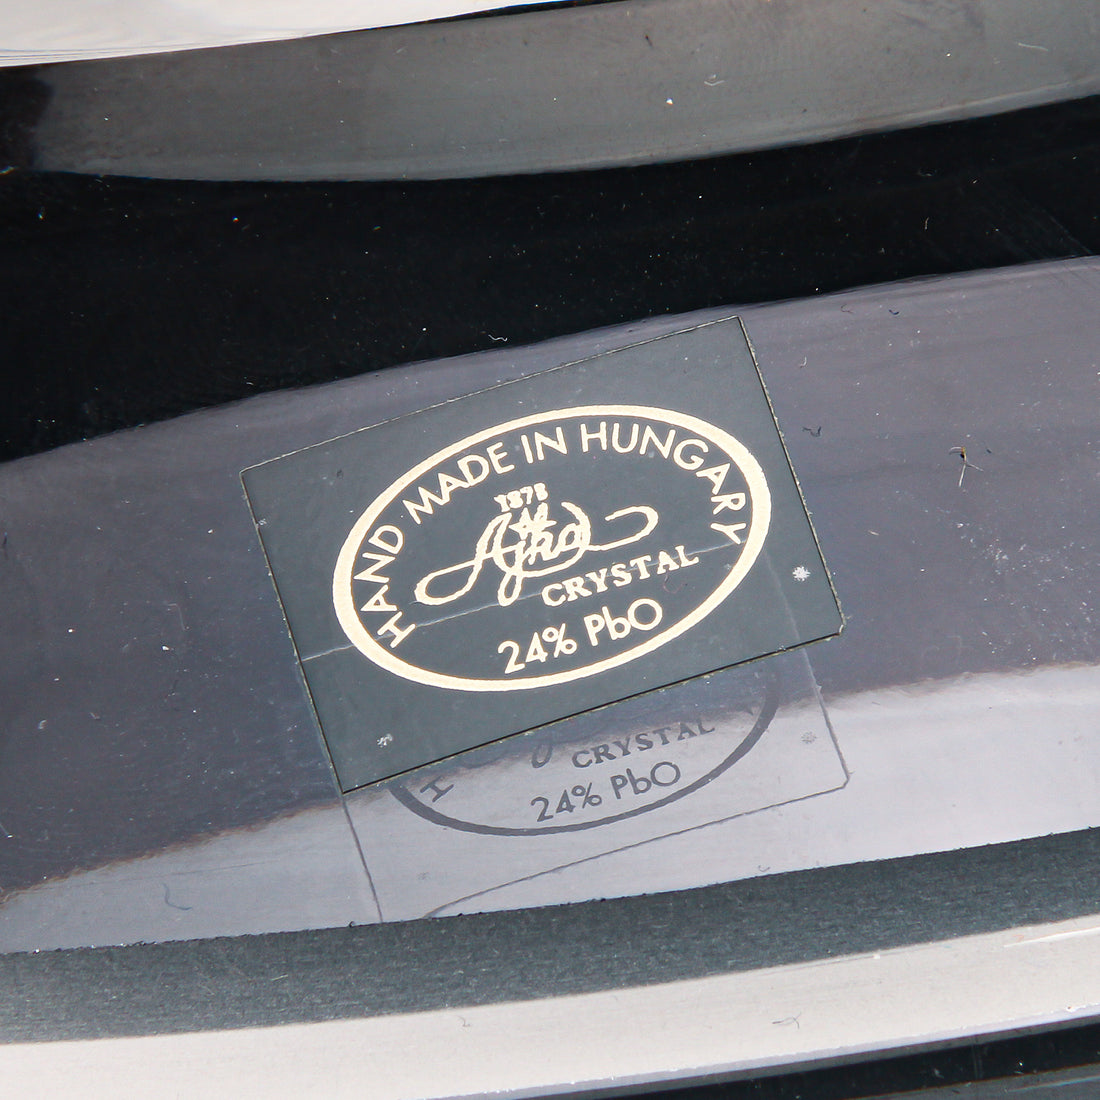 HAND MADE IN HUNGARY
1878
Ajka
CRYSTAL
24% PbO
CRYSTAL
24% PbO